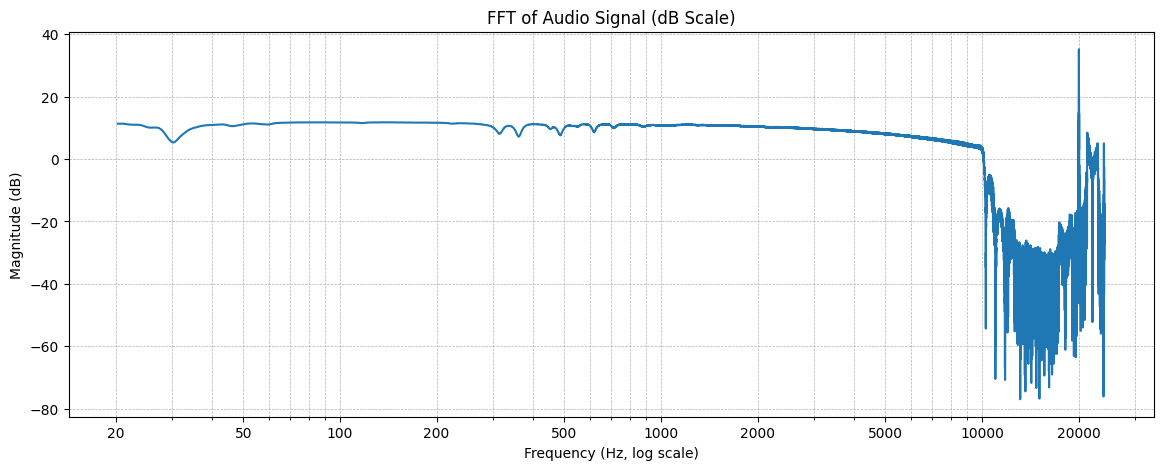 FFT of Audio Signal (dB Scale)
40
20
0
−20
−40
−60
−80
Magnitude (dB)
20 50 100 200 500 1000 2000 5000 10000 20000
Frequency (Hz, log scale)